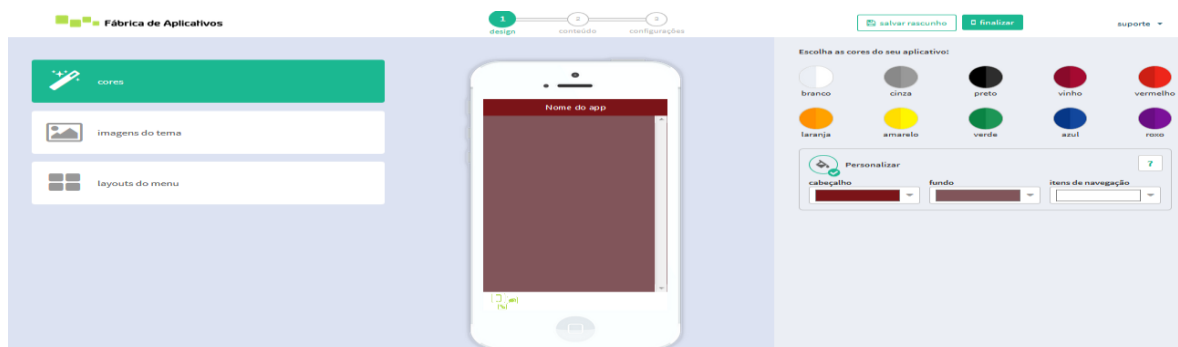 Fábrica de Aplicativos
1
2
3
design
conteúdo
configurações
salvar rascunho
finalizar
suporte
cores
imagens do tema
layouts do menu
Nome do app
Escolha as cores do seu aplicativo:
branco
cinza
preto
vinho
vermelho
laranja
amarelo
verde
azul
roxo
Personalizar
7
cabeçalho
fundo
itens de navegação